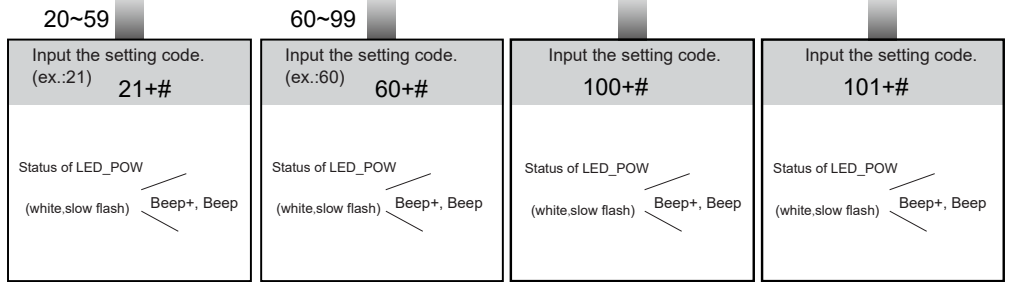 20~59
Input the setting code.
(ex.:21) 21+#
Status of LED_POW
(white,slow flash) Beep+, Beep
60~99
Input the setting code.
(ex.:60) 60+#
Status of LED_POW
(white,slow flash) Beep+, Beep
Input the setting code.
100+#
Status of LED_POW
(white,slow flash) Beep+, Beep
Input the setting code.
101+#
Status of LED_POW
(white,slow flash) Beep+, Beep